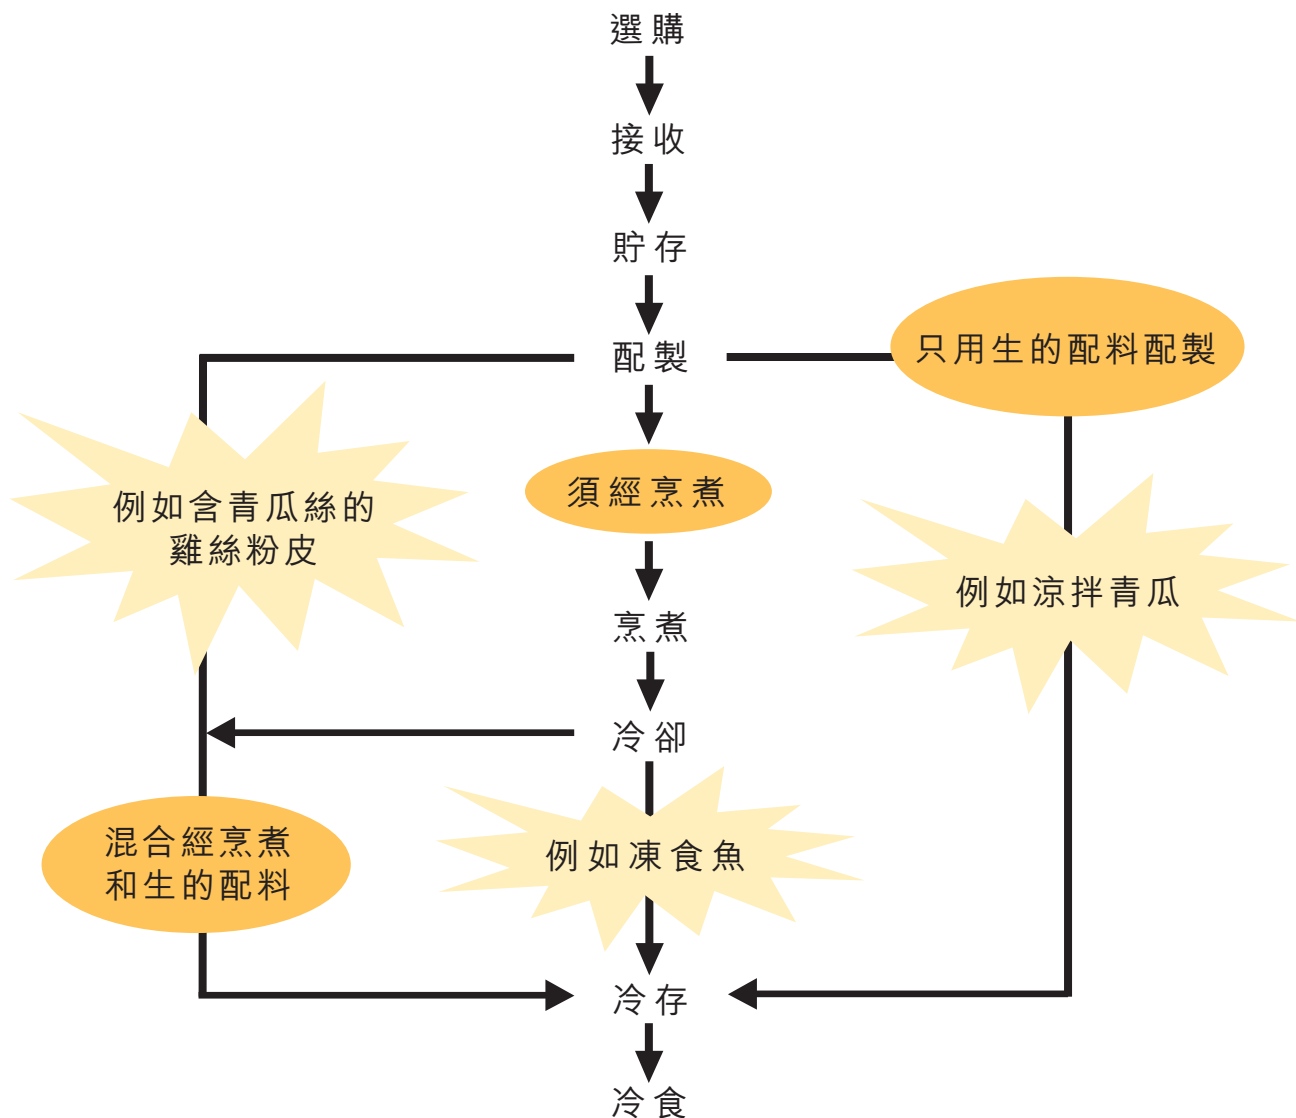 選購
接收
貯存
配製
只用生的配料配製
須經烹煮
例如含青瓜絲的
雞絲粉皮
例如涼拌青瓜
烹煮
冷卻
混合經烹煮
和生的配料
例如凍食魚
冷存
冷食